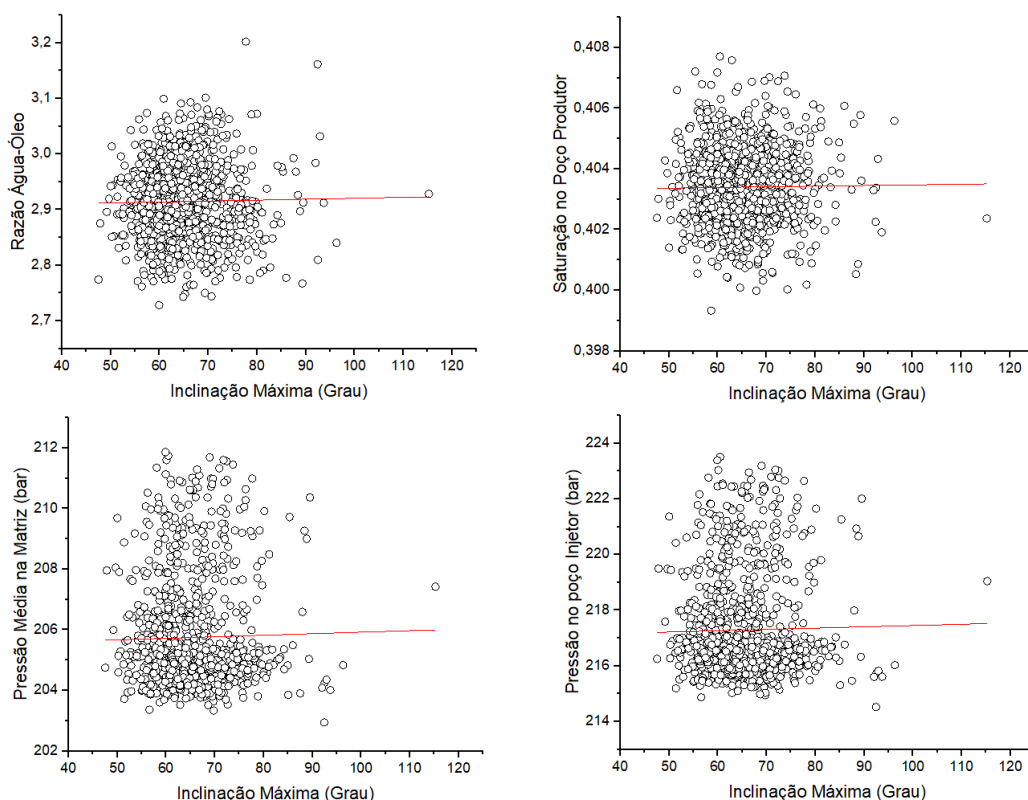 Razão Água-Óleo
3,2
3,1
3,0
2,9
2,8
2,7
40 50 60 70 80 90 100 110 120
Inclinação Máxima (Grau)
Saturação no Poço Produtor
0,408
0,406
0,404
0,402
0,400
0,398
40 50 60 70 80 90 100 110 120
Inclinação Máxima (Grau)
Pressão Média na Matriz (bar)
212
210
208
206
204
202
40 50 60 70 80 90 100 110 120
Inclinação Máxima (Grau)
Pressão no poço Injetor (bar)
224
222
220
218
216
214
40 50 60 70 80 90 100 110 120
Inclinação Máxima (Grau)